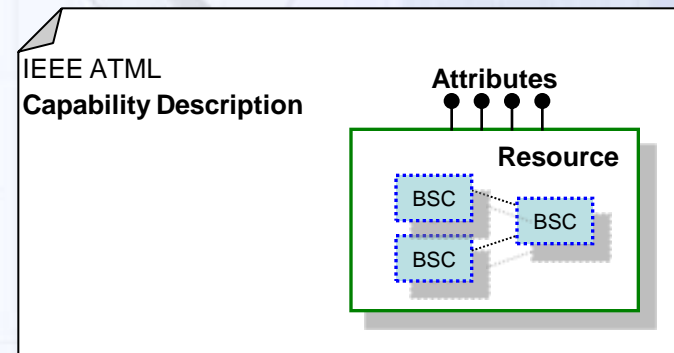 IEEE ATML
Capability Description
Attributes
Resource
BSC
BSC
BSC